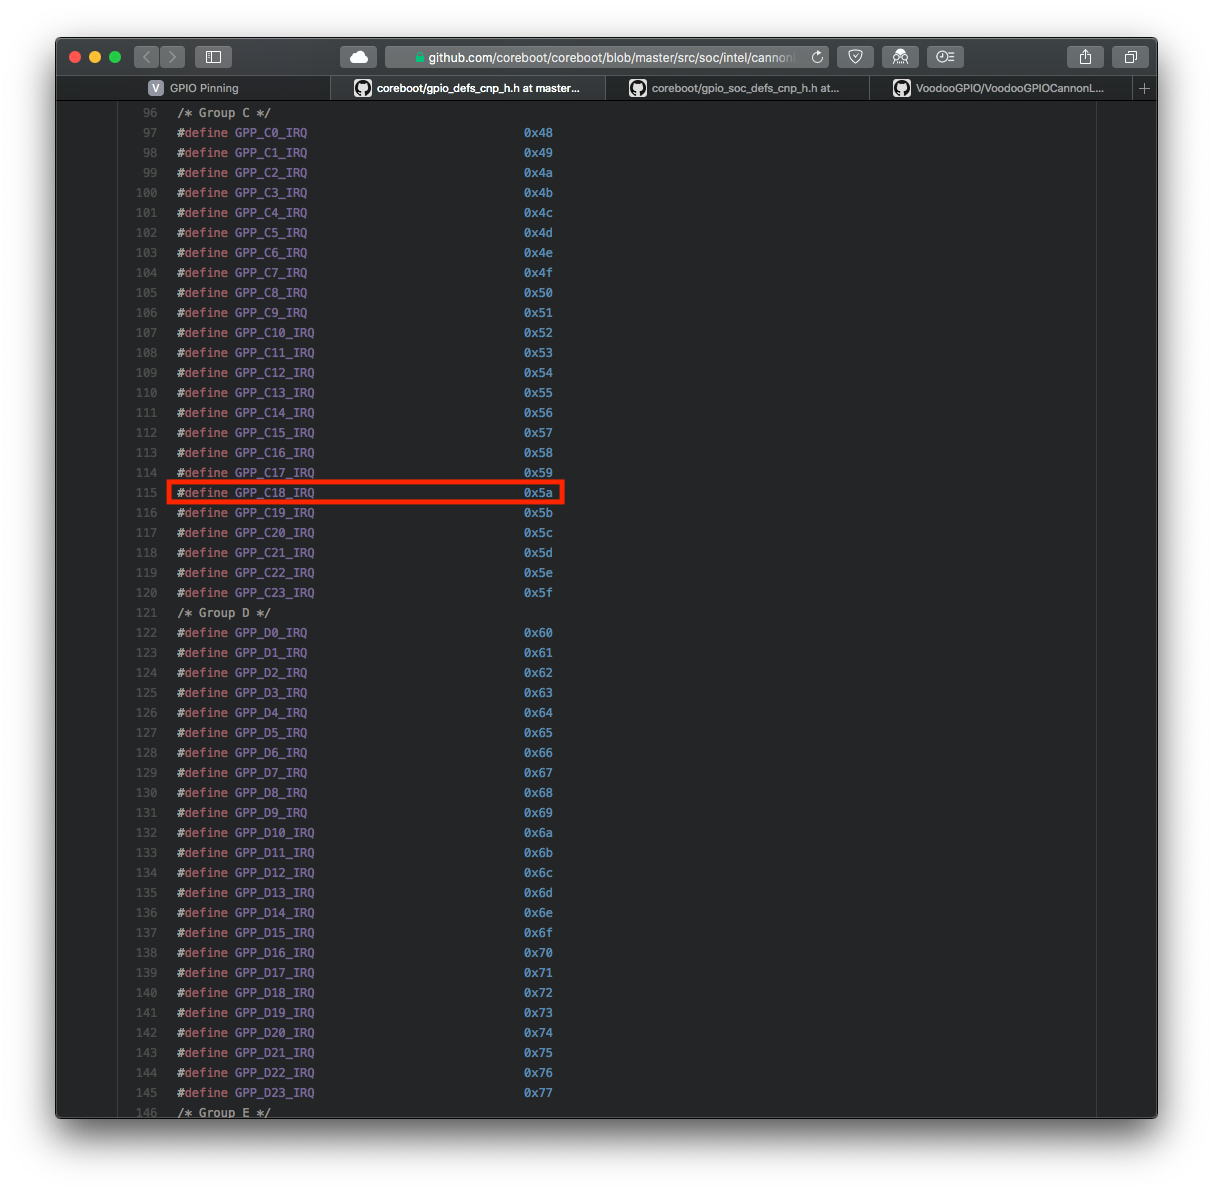 github.com/coreboot/coreboot/blob/master/src/soc/intel/cannonl
V GPIO Pinning
coreboot/gpio_defs_cnp_h.h at master...
coreboot/gpio_soc_defs_cnp_h.h at...
VoodooGPIO/VoodooGPIOCannonL...
96 /* Group C */
97 #define GPP_C0_IRQ 0x48
98 #define GPP_C1_IRQ 0x49
99 #define GPP_C2_IRQ 0x4a
100 #define GPP_C3_IRQ 0x4b
101 #define GPP_C4_IRQ 0x4c
102 #define GPP_C5_IRQ 0x4d
103 #define GPP_C6_IRQ 0x4e
104 #define GPP_C7_IRQ 0x4f
105 #define GPP_C8_IRQ 0x50
106 #define GPP_C9_IRQ 0x51
107 #define GPP_C10_IRQ 0x52
108 #define GPP_C11_IRQ 0x53
109 #define GPP_C12_IRQ 0x54
110 #define GPP_C13_IRQ 0x55
111 #define GPP_C14_IRQ 0x56
112 #define GPP_C15_IRQ 0x57
113 #define GPP_C16_IRQ 0x58
114 #define GPP_C17_IRQ 0x59
115 #define GPP_C18_IRQ 0x5a
116 #define GPP_C19_IRQ 0x5b
117 #define GPP_C20_IRQ 0x5c
118 #define GPP_C21_IRQ 0x5d
119 #define GPP_C22_IRQ 0x5e
120 #define GPP_C23_IRQ 0x5f
121 /* Group D */
122 #define GPP_D0_IRQ 0x60
123 #define GPP_D1_IRQ 0x61
124 #define GPP_D2_IRQ 0x62
125 #define GPP_D3_IRQ 0x63
126 #define GPP_D4_IRQ 0x64
127 #define GPP_D5_IRQ 0x65
128 #define GPP_D6_IRQ 0x66
129 #define GPP_D7_IRQ 0x67
130 #define GPP_D8_IRQ 0x68
131 #define GPP_D9_IRQ 0x69
132 #define GPP_D10_IRQ 0x6a
133 #define GPP_D11_IRQ 0x6b
134 #define GPP_D12_IRQ 0x6c
135 #define GPP_D13_IRQ 0x6d
136 #define GPP_D14_IRQ 0x6e
137 #define GPP_D15_IRQ 0x6f
138 #define GPP_D16_IRQ 0x70
139 #define GPP_D17_IRQ 0x71
140 #define GPP_D18_IRQ 0x72
141 #define GPP_D19_IRQ 0x73
142 #define GPP_D20_IRQ 0x74
143 #define GPP_D21_IRQ 0x75
144 #define GPP_D22_IRQ 0x76
145 #define GPP_D23_IRQ 0x77
146 /* Group E */